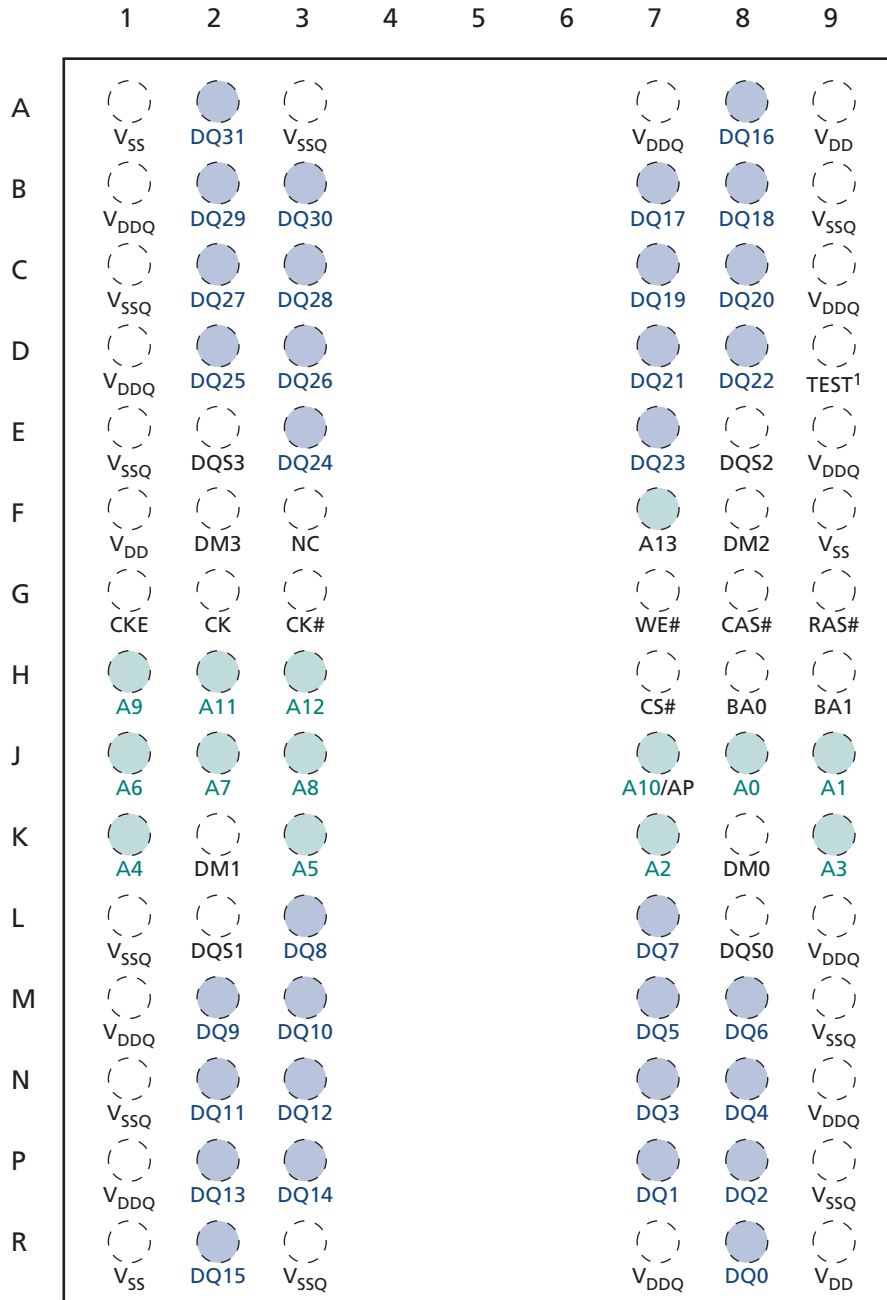 1 2 3 4 5 6 7 8 9
A
VSS DQ31 VSSQ VDDQ DQ16 VDD
B
VDDQ DQ29 DQ30 DQ17 DQ18 VSSQ
C
VSSQ DQ27 DQ28 DQ19 DQ20 VDDQ
D
VDDQ DQ25 DQ26 DQ21 DQ22 TEST1
E
VSSQ DQS3 DQ24 DQ23 DQS2 VDDQ
F
VDD DM3 NC A13 DM2 VSS
G
CKE CK CK# WE# CAS# RAS#
H
A9 A11 A12 CS# BA0 BA1
J
A6 A7 A8 A10/AP A0 A1
K
A4 DM1 A5 A2 DM0 A3
L
VSSQ DQS1 DQ8 DQ7 DQS0 VDDQ
M
VDDQ DQ9 DQ10 DQ5 DQ6 VSSQ
N
VSSQ DQ11 DQ12 DQ3 DQ4 VDDQ
P
VDDQ DQ13 DQ14 DQ1 DQ2 VSSQ
R
VSS DQ15 VSSQ VDDQ DQ0 VDD